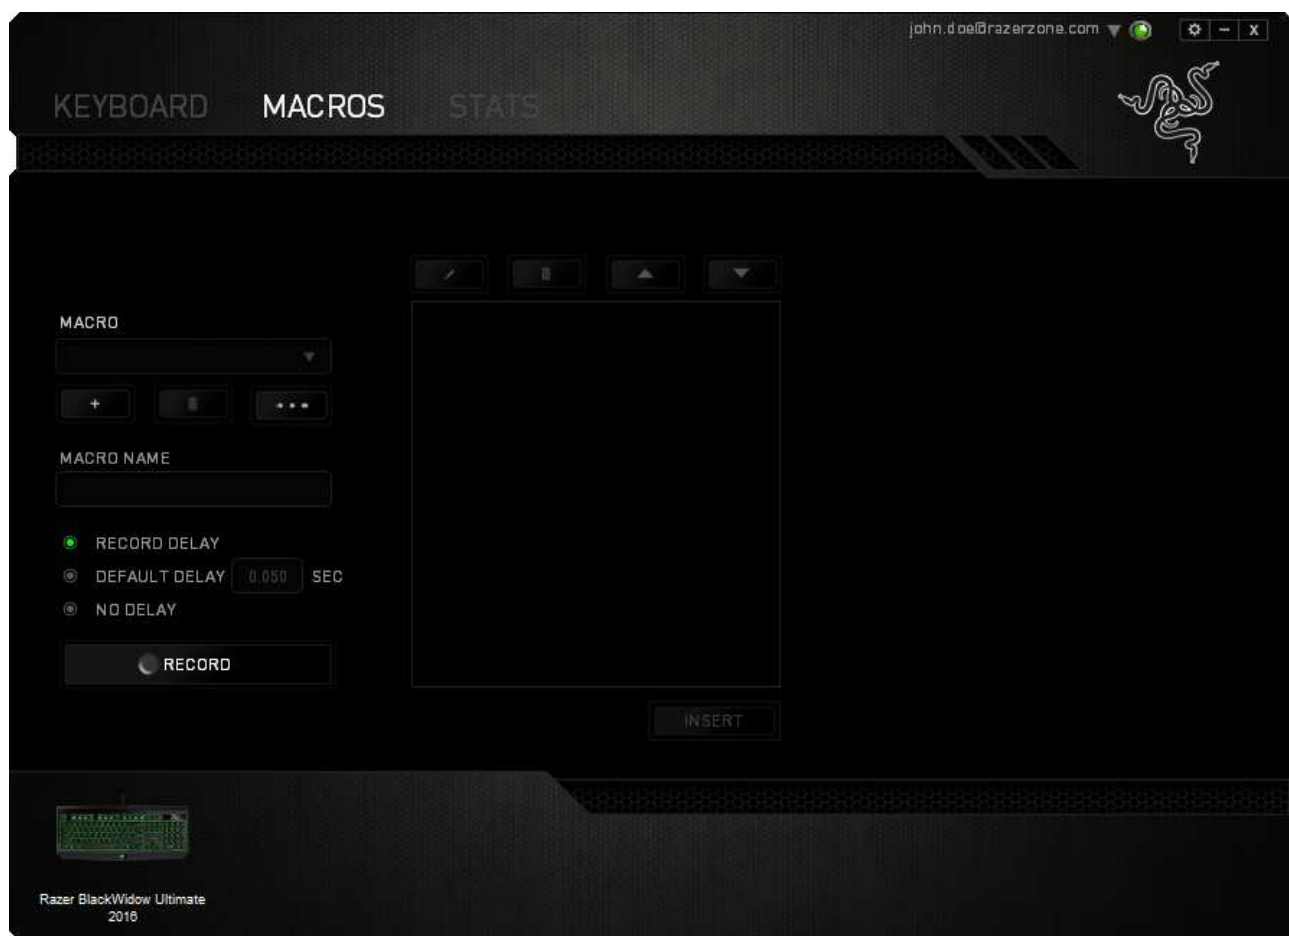 john.doe@razerzone.com
KEYBOARD MACROS STATS
MACRO
MACRO NAME
RECORD DELAY
DEFAULT DELAY 0.050 SEC
NO DELAY
RECORD
INSERT
Razer BlackWidow Ultimate
2016